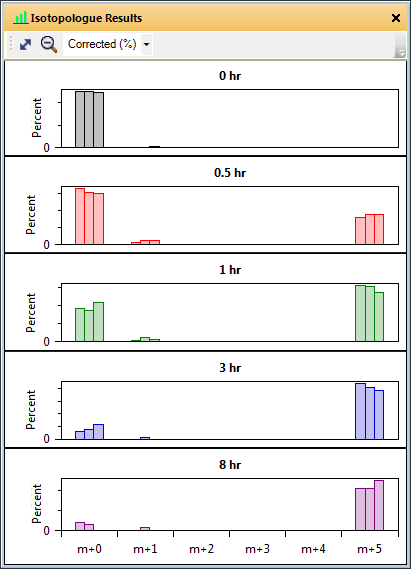 Isotopologue Results
Corrected (%)
0 hr
Percent
0
0.5 hr
Percent
0
1 hr
Percent
0
3 hr
Percent
0
8 hr
Percent
0
m+0 m+1 m+2 m+3 m+4 m+5